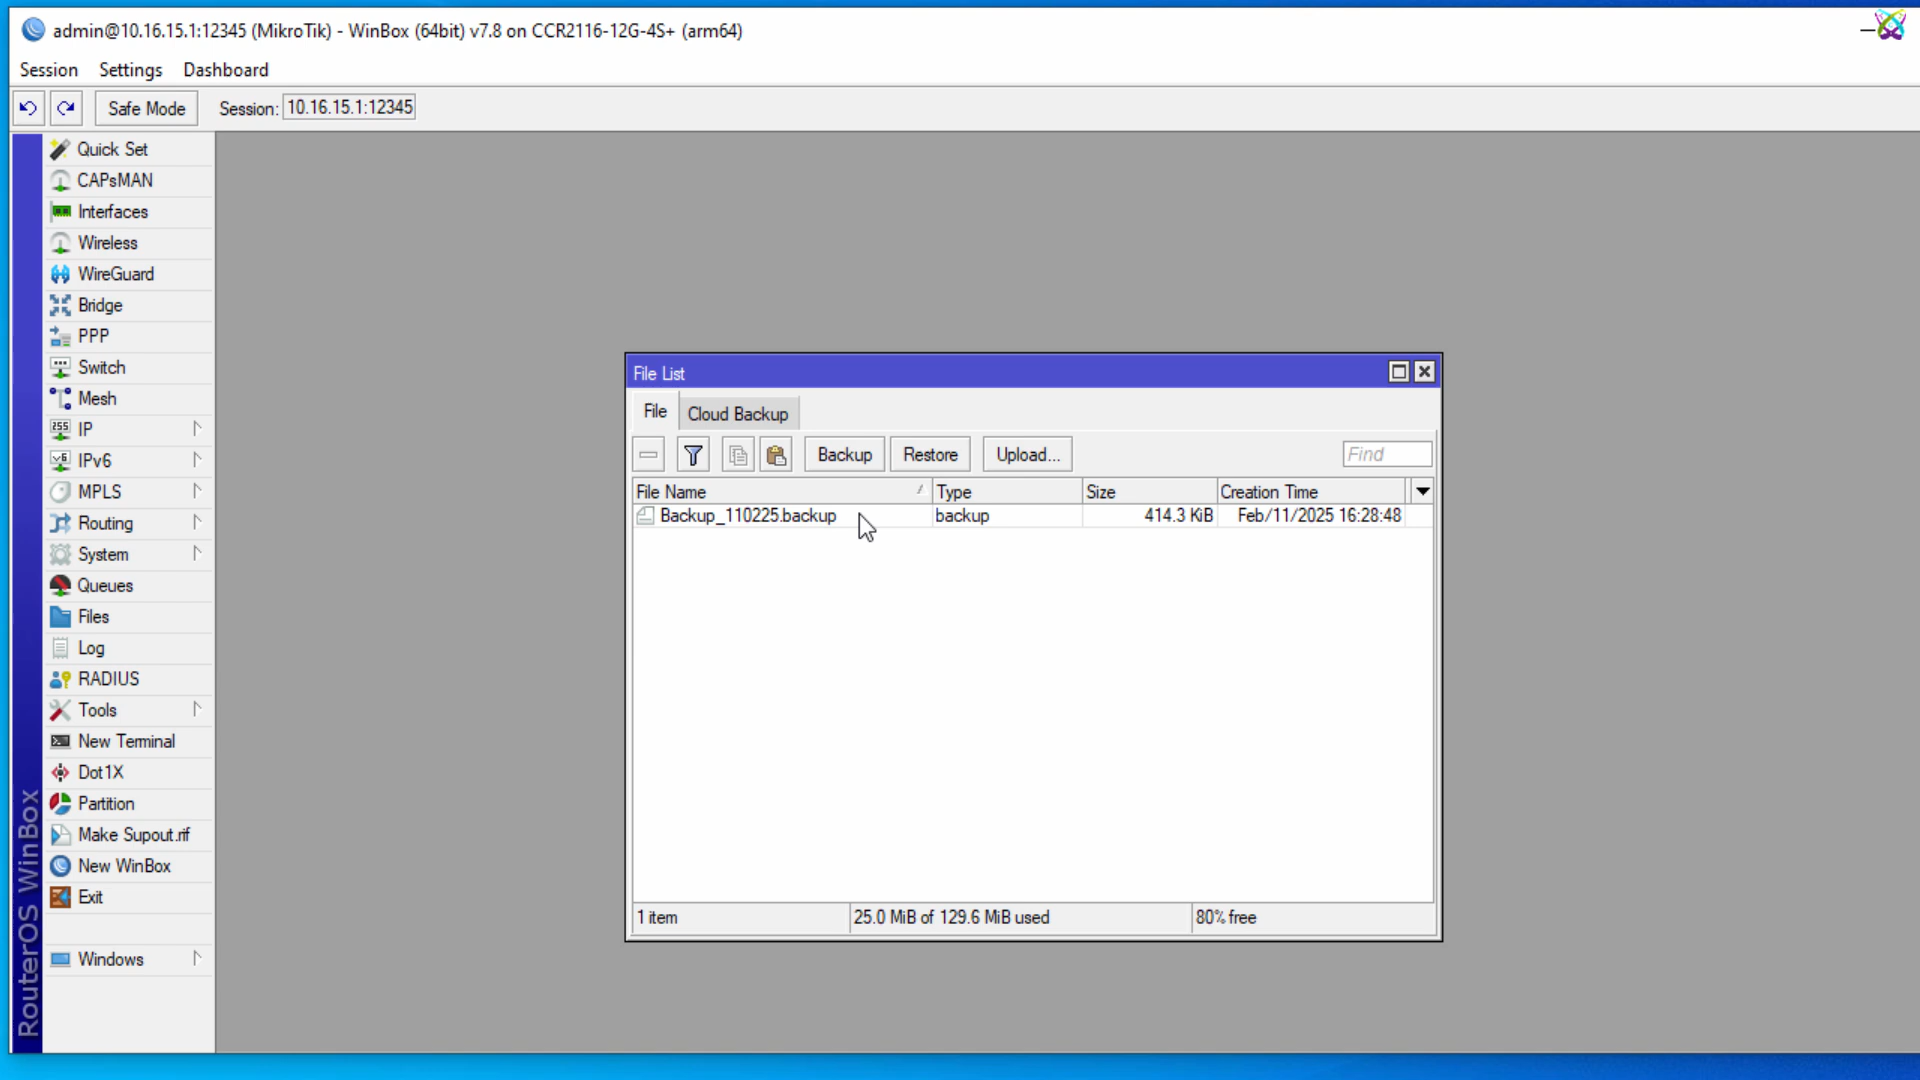 admin@10.16.15.1:12345 (MikroTik) - WinBox (64bit) v7.8 on CCR2116-12G-4S+ (arm64)
Session Settings Dashboard
Safe Mode Session: 10.16.15.1:12345
Quick Set
CAPsMAN
Interfaces
Wireless
WireGuard
Bridge
PPP
Switch
Mesh
IP
IPv6
MPLS
Routing
System
Queues
Files
Log
RADIUS
Tools
New Terminal
Dot1X
Partition
Make Supout.rif
New WinBox
Exit
Windows
RouterOS WinBox
File List
File Cloud Backup
Backup Restore Upload... Find
File Name Type Size Creation Time
Backup_110225.backup backup 414.3 KiB Feb/11/2025 16:28:48
1 item 25.0 MiB of 129.6 MiB used 80% free